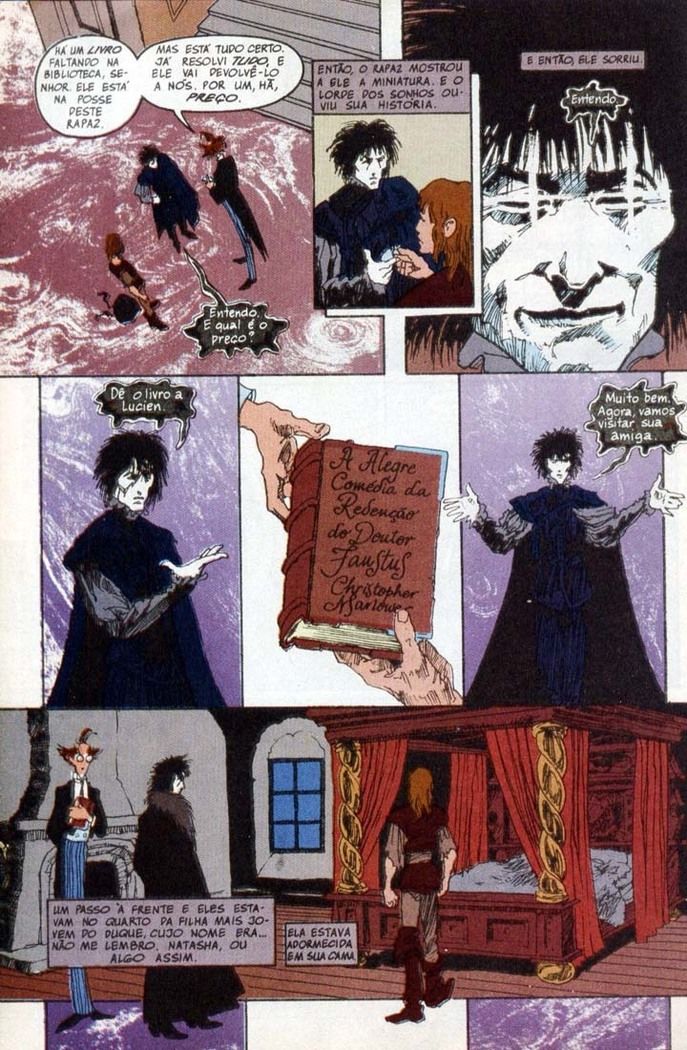 HÁ UM LIVRO
FALTANDO NA
BIBLIOTECA, SE-
NHOR. ELE ESTÁ
NA POSSE
DESTE
RAPAZ.
MAS ESTÁ TUDO CERTO.
JÁ RESOLVI TUDO, E
ELE VAI DEVOLVÊ-LO
A NÓS. POR UM, HÃ,
PREÇO.
Entendo.
E qual é o
preço?
ENTÃO, O RAPAZ MOSTROU
A ELE A MINIATURA. E O
LORDE DOS SONHOS OU-
VIU SUA HISTÓRIA.
E ENTÃO, ELE SORRIU.
Entendo.
Dê o livro a
Lucien.
A Alegre
Comédia da
Redenção
do Doutor
Faustus
Christopher
Marlowe
Muito bem.
Agora, vamos
visitar sua
amiga...
UM PASSO À FRENTE E ELES ESTA-
VAM NO QUARTO DA FILHA MAIS JO-
VEM DO DUQUE, CUJO NOME ERA...
NÃO ME LEMBRO. NATASHA, OU
ALGO ASSIM.
ELA ESTAVA
ADORMECIDA
EM SUA CAMA.